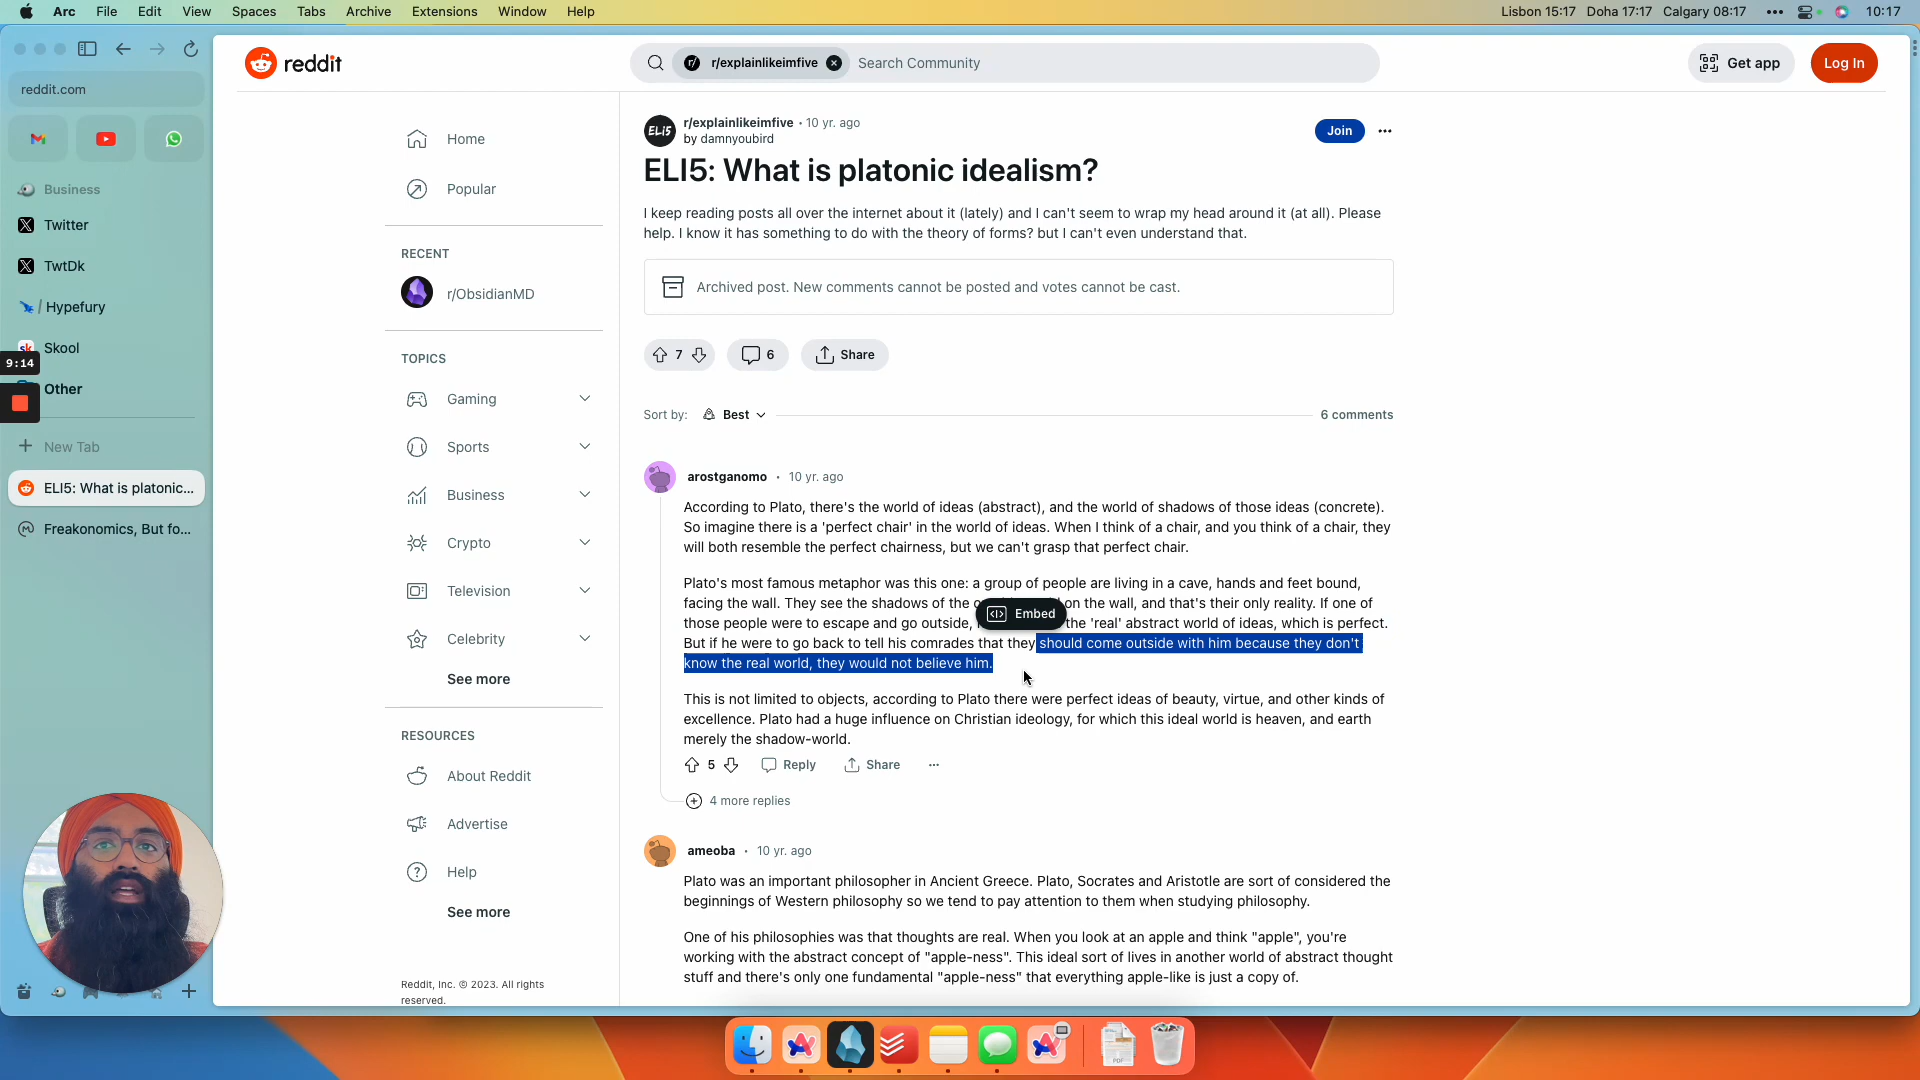 Arc File Edit View Spaces Tabs Archive Extensions Window Help Lisbon 15:17 Doha 17:17 Calgary 08:17 10:17
reddit.com
Business
Twitter
TwtDk
/ Hypefury
Skool
9:14
Other
New Tab
ELI5: What is platonic...
Freakonomics, But fo...
reddit
r/explainlikeimfive Search Community
Get app
Log In
Home
Popular
RECENT
r/ObsidianMD
TOPICS
Gaming
Sports
Business
Crypto
Television
Celebrity
See more
RESOURCES
About Reddit
Advertise
Help
See more
Reddit, Inc. © 2023. All rights
reserved.
ELI5
r/explainlikeimfive • 10 yr. ago
by damnyoubird
Join
ELI5: What is platonic idealism?
I keep reading posts all over the internet about it (lately) and I can't seem to wrap my head around it (at all). Please
help. I know it has something to do with the theory of forms? but I can't even understand that.
Archived post. New comments cannot be posted and votes cannot be cast.
7 6 Share
Sort by: Best 6 comments
arostganomo • 10 yr. ago
According to Plato, there's the world of ideas (abstract), and the world of shadows of those ideas (concrete).
So imagine there is a 'perfect chair' in the world of ideas. When I think of a chair, and you think of a chair, they
will both resemble the perfect chairness, but we can't grasp that perfect chair.
Plato's most famous metaphor was this one: a group of people are living in a cave, hands and feet bound,
facing the wall. They see the shadows of the on the wall, and that's their only reality. If one of
Embed
those people were to escape and go outside, the 'real' abstract world of ideas, which is perfect.
But if he were to go back to tell his comrades that they should come outside with him because they don't
know the real world, they would not believe him.
This is not limited to objects, according to Plato there were perfect ideas of beauty, virtue, and other kinds of
excellence. Plato had a huge influence on Christian ideology, for which this ideal world is heaven, and earth
merely the shadow-world.
5 Reply Share
4 more replies
ameoba • 10 yr. ago
Plato was an important philosopher in Ancient Greece. Plato, Socrates and Aristotle are sort of considered the
beginnings of Western philosophy so we tend to pay attention to them when studying philosophy.
One of his philosophies was that thoughts are real. When you look at an apple and think "apple", you're
working with the abstract concept of "apple-ness". This ideal sort of lives in another world of abstract thought
stuff and there's only one fundamental "apple-ness" that everything apple-like is just a copy of.
PDF